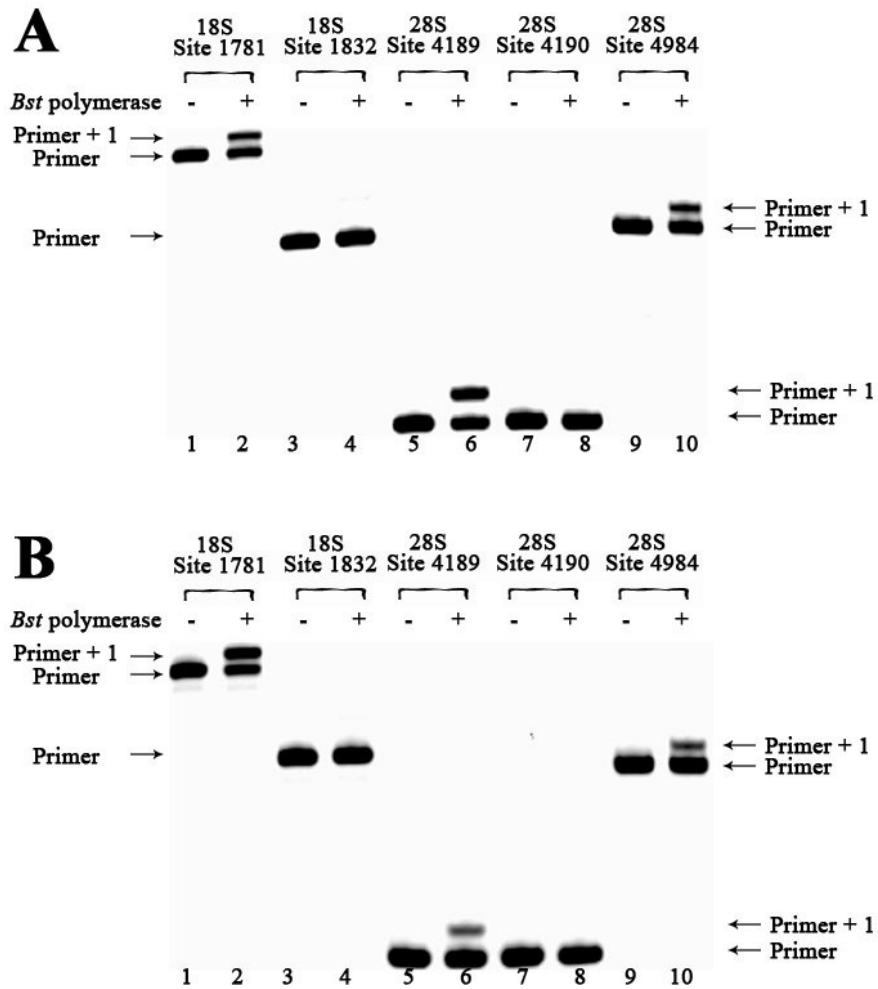 A
18S 18S 28S 28S 28S
Site 1781 Site 1832 Site 4189 Site 4190 Site 4984
Bst polymerase - + - + - + - + - +
Primer + 1
Primer
Primer + 1
Primer
Primer
Primer + 1
Primer
1 2 3 4 5 6 7 8 9 10
B
18S 18S 28S 28S 28S
Site 1781 Site 1832 Site 4189 Site 4190 Site 4984
Bst polymerase - + - + - + - + - +
Primer + 1
Primer
Primer + 1
Primer
Primer
Primer + 1
Primer
1 2 3 4 5 6 7 8 9 10